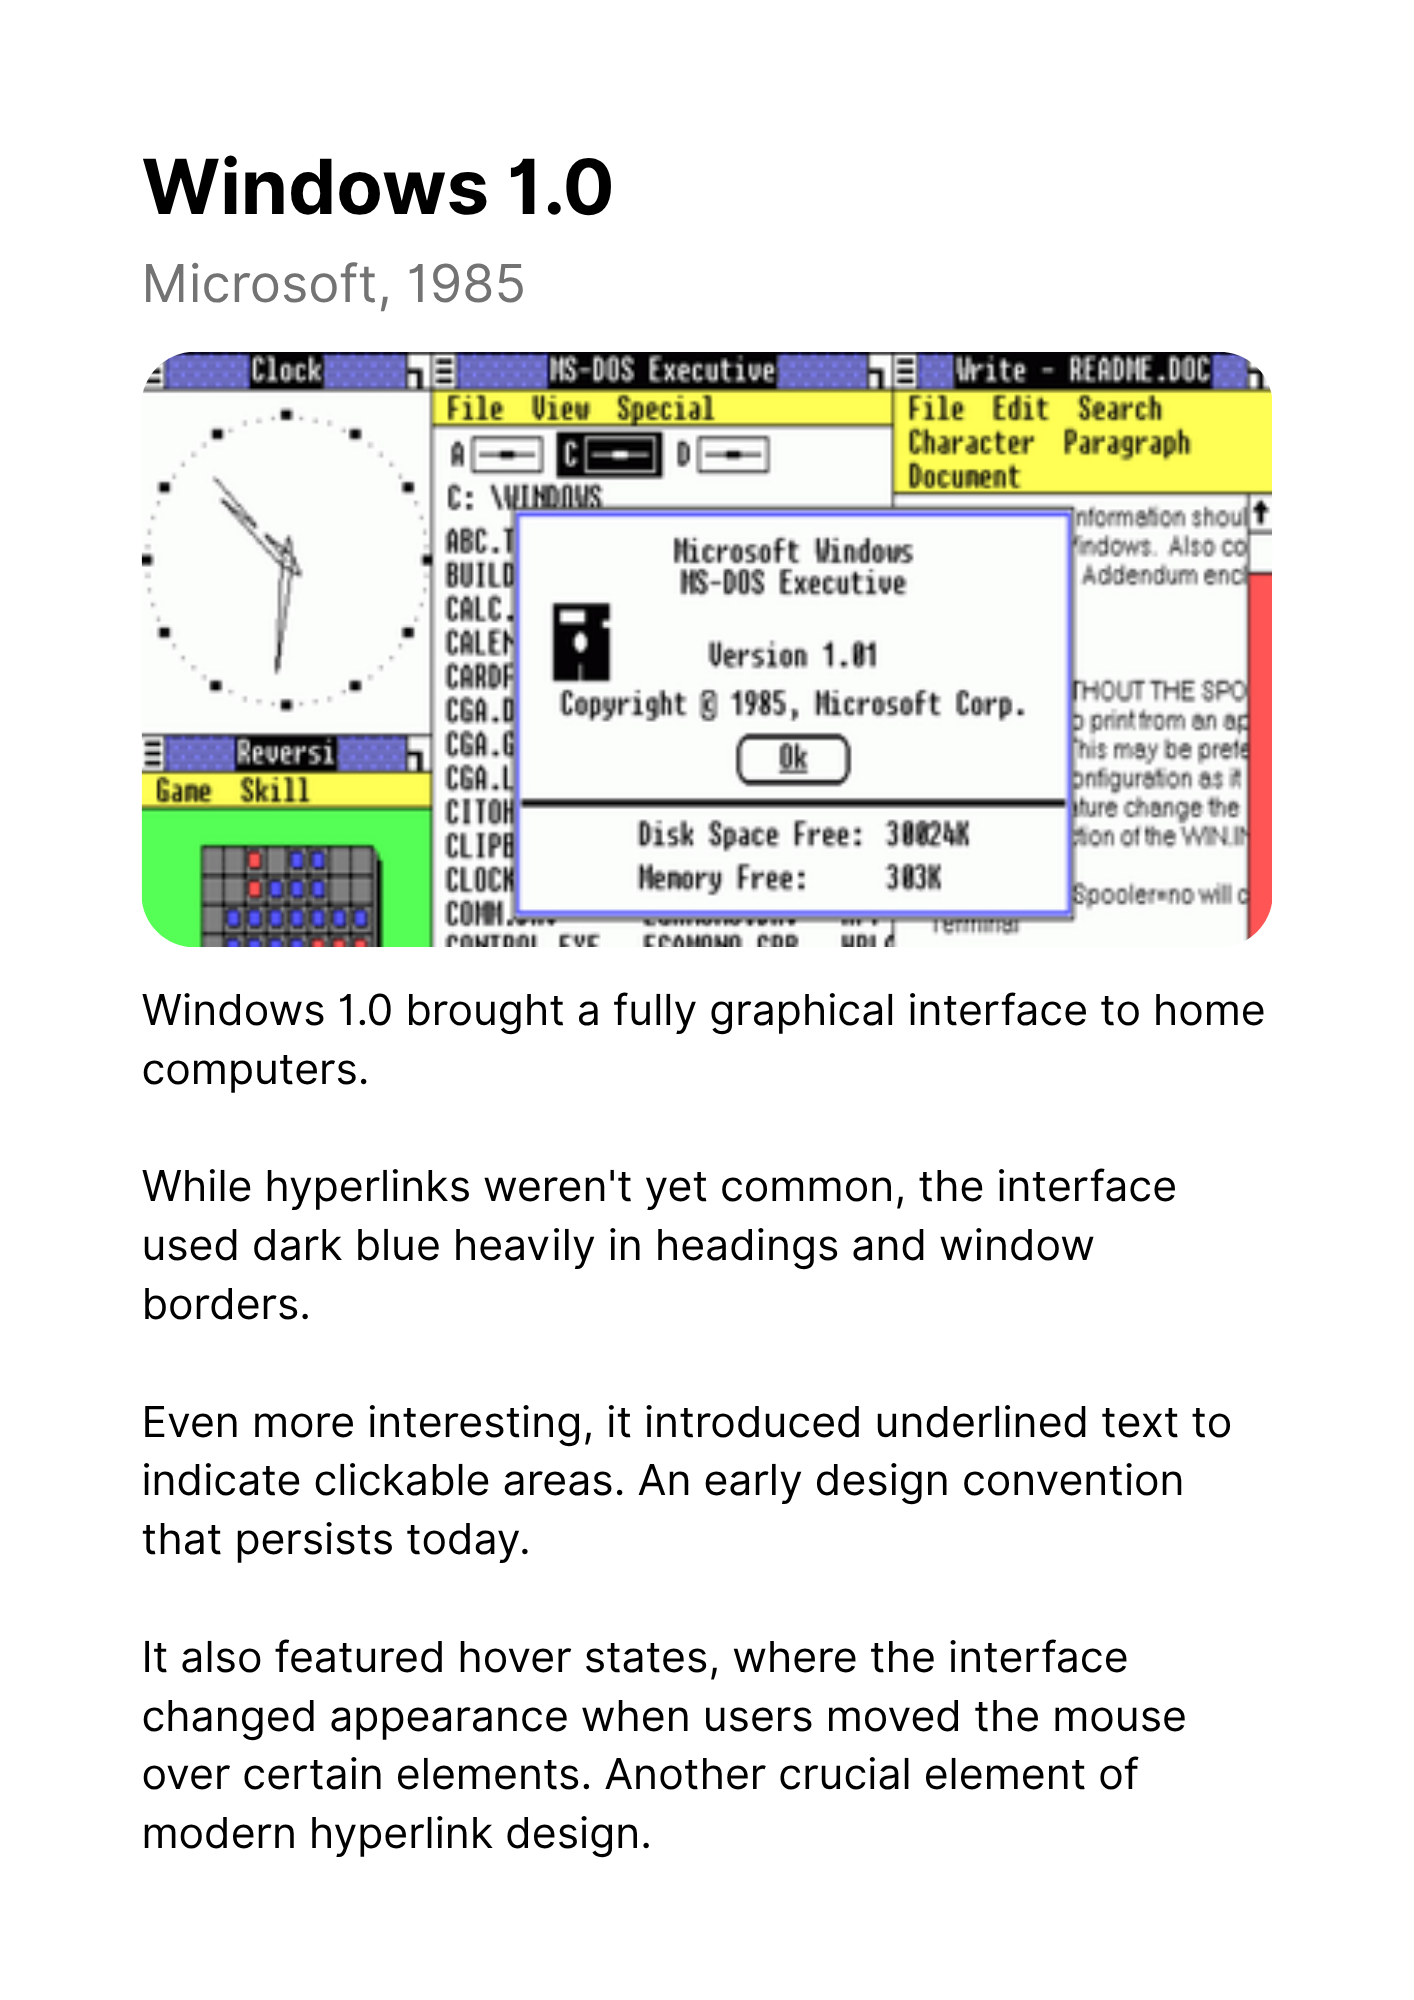 Windows 1.0
Microsoft, 1985
Clock
MS-DOS Executive
Write - README.DOC
File View Special
File Edit Search
Character Paragraph
Document
A C D
C: \WINDOWS
ABC.T
BUILD
CALC.
CALEN
CARDF
CGA.D
CGA.G
CGA.L
CITOH
CLIPB
CLOCK
COMM.
Microsoft Windows
MS-DOS Executive
Version 1.01
Copyright © 1985, Microsoft Corp.
Ok
Disk Space Free: 30024K
Memory Free: 303K
nformation shoul
indows. Also co
Addendum encl
THOUT THE SPO
o print from an ap
his may be prefe
onfiguration as it
ature change the
tion of the WIN.IN
Spooler=no will c
Terminal
Reversi
Game Skill
Windows 1.0 brought a fully graphical interface to home
computers.
While hyperlinks weren't yet common, the interface
used dark blue heavily in headings and window
borders.
Even more interesting, it introduced underlined text to
indicate clickable areas. An early design convention
that persists today.
It also featured hover states, where the interface
changed appearance when users moved the mouse
over certain elements. Another crucial element of
modern hyperlink design.